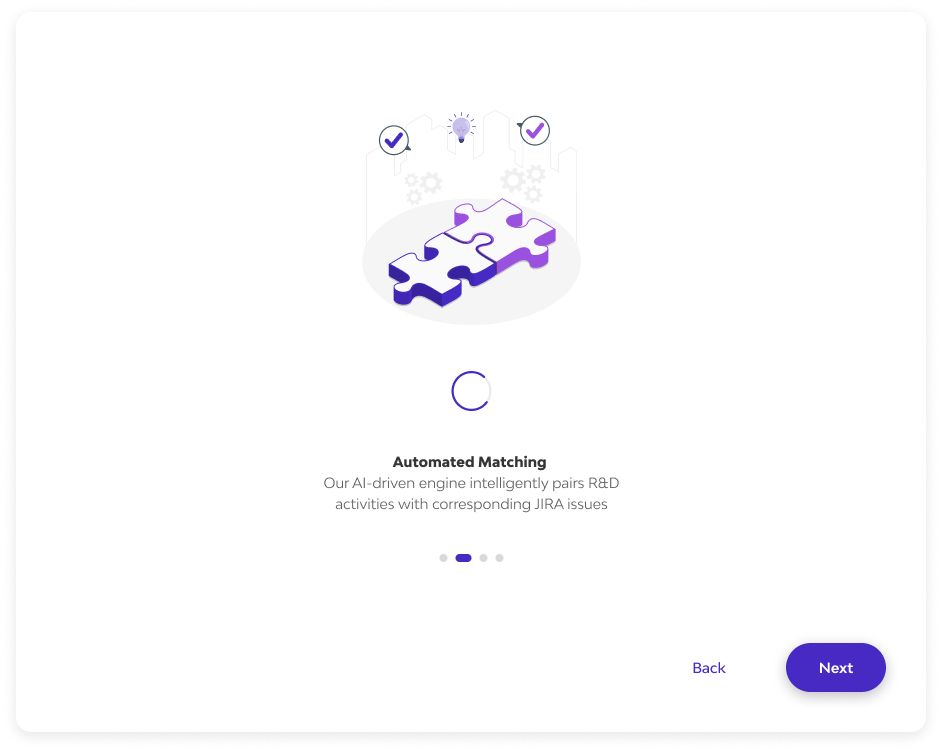 Automated Matching
Our AI-driven engine intelligently pairs R&D
activities with corresponding JIRA issues
Back
Next